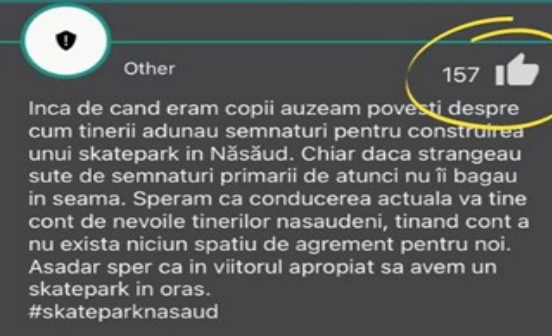 Other
157
Inca de cand eram copii auzeam povesti despre
cum tinerii adunau semnaturi pentru construirea
unui skatepark in Năsăud. Chiar daca strangeau
sute de semnaturi primarii de atunci nu îi bagau
in seama. Speram ca conducerea actuala va tine
cont de nevoile tinerilor nasaudeni, tinand cont a
nu exista niciun spatiu de agrement pentru noi.
Asadar sper ca in viitorul apropiat sa avem un
skatepark in oras.
#skateparknasaud